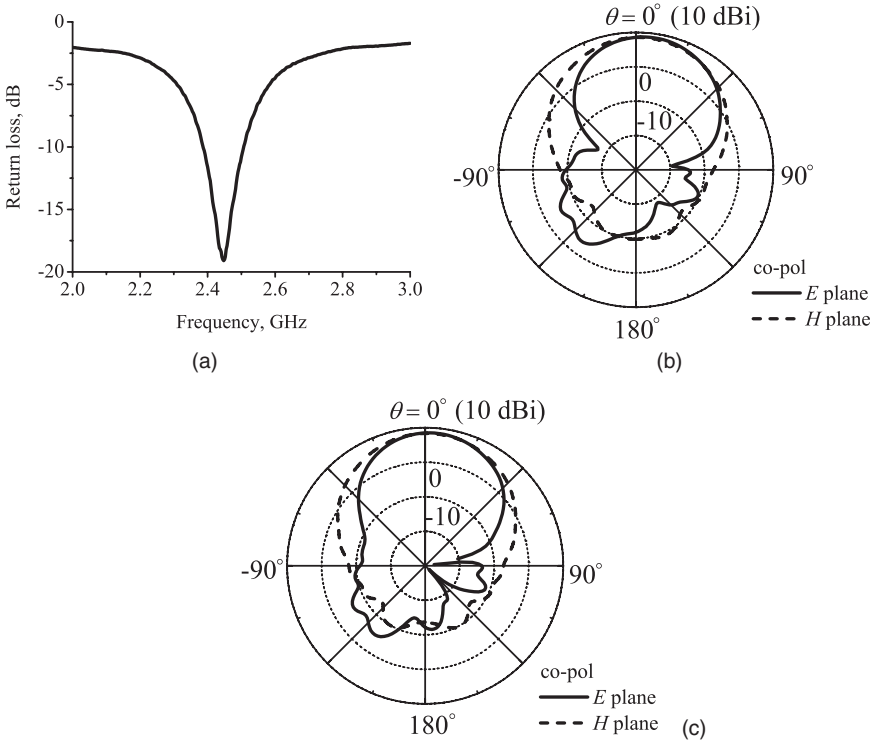 0
-5
-10
-15
-20
Return loss, dB
2.0 2.2 2.4 2.6 2.8 3.0
Frequency, GHz
(a)
θ = 0° (10 dBi)
0
-10
-90°
90°
180°
co-pol
E plane
H plane
(b)
θ = 0° (10 dBi)
0
-10
-90°
90°
180°
co-pol
E plane
H plane
(c)